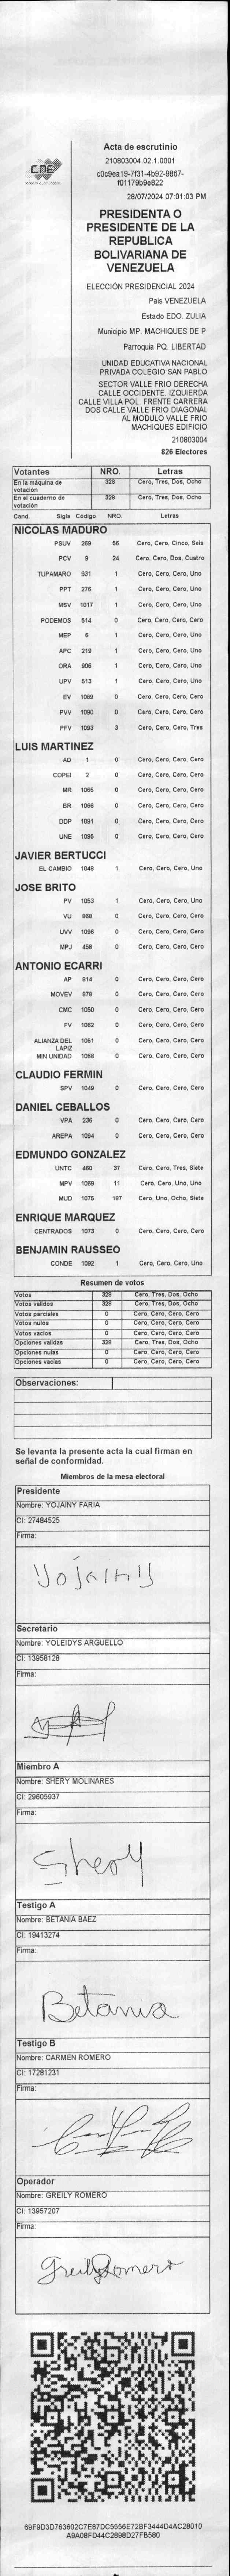 CNE
Acta de escrutinio
210803004.02.1.0001
c0c9ea19-7f31-4b92-9867-
f01179b9e822
28/07/2024 07:01:03 PM
PRESIDENTA O
PRESIDENTE DE LA
REPUBLICA
BOLIVARIANA DE
VENEZUELA
ELECCIÓN PRESIDENCIAL 2024
Pais VENEZUELA
Estado EDO. ZULIA
Municipio MP. MACHIQUES DE P
Parroquia PQ. LIBERTAD
UNIDAD EDUCATIVA NACIONAL
PRIVADA COLEGIO SAN PABLO
SECTOR VALLE FRIO DERECHA
CALLE OCCIDENTE. IZQUIERDA
CALLE VILLA POL. FRENTE CARRERA
DOS CALLE VALLE FRIO DIAGONAL
AL MODULO VALLE FRIO
MACHIQUES EDIFICIO
210803004
826 Electores
Votantes NRO. Letras
En la máquina de votación 328 Cero, Tres, Dos, Ocho
En el cuaderno de votación 328 Cero, Tres, Dos, Ocho
Cand. Sigla Código NRO. Letras
NICOLAS MADURO
PSUV 269 56 Cero, Cero, Cinco, Seis
PCV 9 24 Cero, Cero, Dos, Cuatro
TUPAMARO 931 1 Cero, Cero, Cero, Uno
PPT 276 1 Cero, Cero, Cero, Uno
MSV 1017 1 Cero, Cero, Cero, Uno
PODEMOS 514 0 Cero, Cero, Cero, Cero
MEP 6 1 Cero, Cero, Cero, Uno
APC 219 1 Cero, Cero, Cero, Uno
ORA 906 1 Cero, Cero, Cero, Uno
UPV 513 1 Cero, Cero, Cero, Uno
EV 1089 0 Cero, Cero, Cero, Cero
PVV 1090 0 Cero, Cero, Cero, Cero
PFV 1093 3 Cero, Cero, Cero, Tres
LUIS MARTINEZ
AD 1 0 Cero, Cero, Cero, Cero
COPEI 2 0 Cero, Cero, Cero, Cero
MR 1065 0 Cero, Cero, Cero, Cero
BR 1086 0 Cero, Cero, Cero, Cero
DDP 1091 0 Cero, Cero, Cero, Cero
UNE 1095 0 Cero, Cero, Cero, Cero
JAVIER BERTUCCI
EL CAMBIO 1048 1 Cero, Cero, Cero, Uno
JOSE BRITO
PV 1053 1 Cero, Cero, Cero, Uno
VU 868 0 Cero, Cero, Cero, Cero
UVV 1096 0 Cero, Cero, Cero, Cero
MPJ 458 0 Cero, Cero, Cero, Cero
ANTONIO ECARRI
AP 914 0 Cero, Cero, Cero, Cero
MOVEV 878 0 Cero, Cero, Cero, Cero
CMC 1050 0 Cero, Cero, Cero, Cero
FV 1082 0 Cero, Cero, Cero, Cero
ALIANZA DEL LAPIZ 1051 0 Cero, Cero, Cero, Cero
MIN UNIDAD 1068 0 Cero, Cero, Cero, Cero
CLAUDIO FERMIN
SPV 1049 0 Cero, Cero, Cero, Cero
DANIEL CEBALLOS
VPA 236 0 Cero, Cero, Cero, Cero
AREPA 1094 0 Cero, Cero, Cero, Cero
EDMUNDO GONZALEZ
UNTC 460 37 Cero, Cero, Tres, Siete
MPV 1069 11 Cero, Cero, Uno, Uno
MUD 1075 187 Cero, Uno, Ocho, Siete
ENRIQUE MARQUEZ
CENTRADOS 1073 0 Cero, Cero, Cero, Cero
BENJAMIN RAUSSEO
CONDE 1092 1 Cero, Cero, Cero, Uno
Resumen de votos
Votos 328 Cero, Tres, Dos, Ocho
Votos validos 328 Cero, Tres, Dos, Ocho
Votos parciales 0 Cero, Cero, Cero, Cero
Votos nulos 0 Cero, Cero, Cero, Cero
Votos vacios 0 Cero, Cero, Cero, Cero
Opciones validas 328 Cero, Tres, Dos, Ocho
Opciones nulas 0 Cero, Cero, Cero, Cero
Opciones vacias 0 Cero, Cero, Cero, Cero
Observaciones:
Se levanta la presente acta la cual firman en
señal de conformidad.
Miembros de la mesa electoral
Presidente
Nombre: YOJAINY FARIA
CI: 27484525
Firma:
Yojainy
Secretario
Nombre: YOLEIDYS ARGUELLO
CI: 13958128
Firma:
Miembro A
Nombre: SHERY MOLINARES
CI: 29605937
Firma:
Shery
Testigo A
Nombre: BETANIA BAEZ
CI: 19413274
Firma:
Betania
Testigo B
Nombre: CARMEN ROMERO
CI: 17281231
Firma:
Operador
Nombre: GREILY ROMERO
CI: 13957207
Firma:
Greily Romero
69F9D3D763602C7E87DC5556E72BF3444D4AC28010
A9A08FD44C2898D27FB580